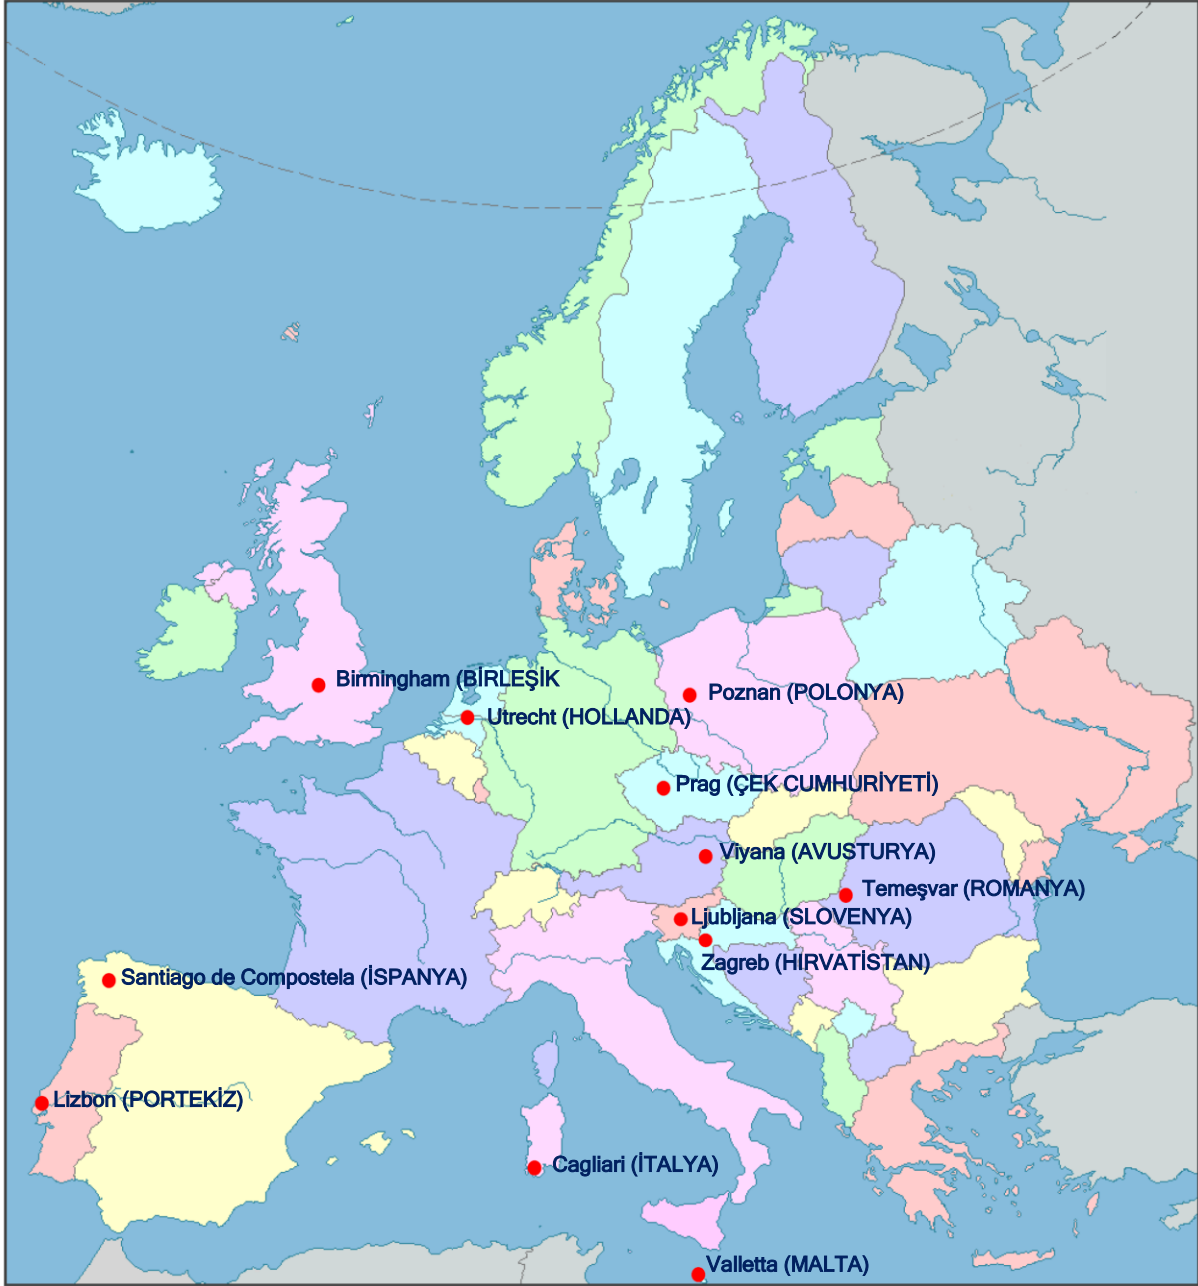 Birmingham (BİRLEŞİK
Poznan (POLONYA)
Utrecht (HOLLANDA)
Prag (ÇEK CUMHURİYETİ)
Viyana (AVUSTURYA)
Temeşvar (ROMANYA)
Ljubljana (SLOVENYA)
Zagreb (HIRVATİSTAN)
Santiago de Compostela (İSPANYA)
Lizbon (PORTEKİZ)
Cagliari (İTALYA)
Valletta (MALTA)